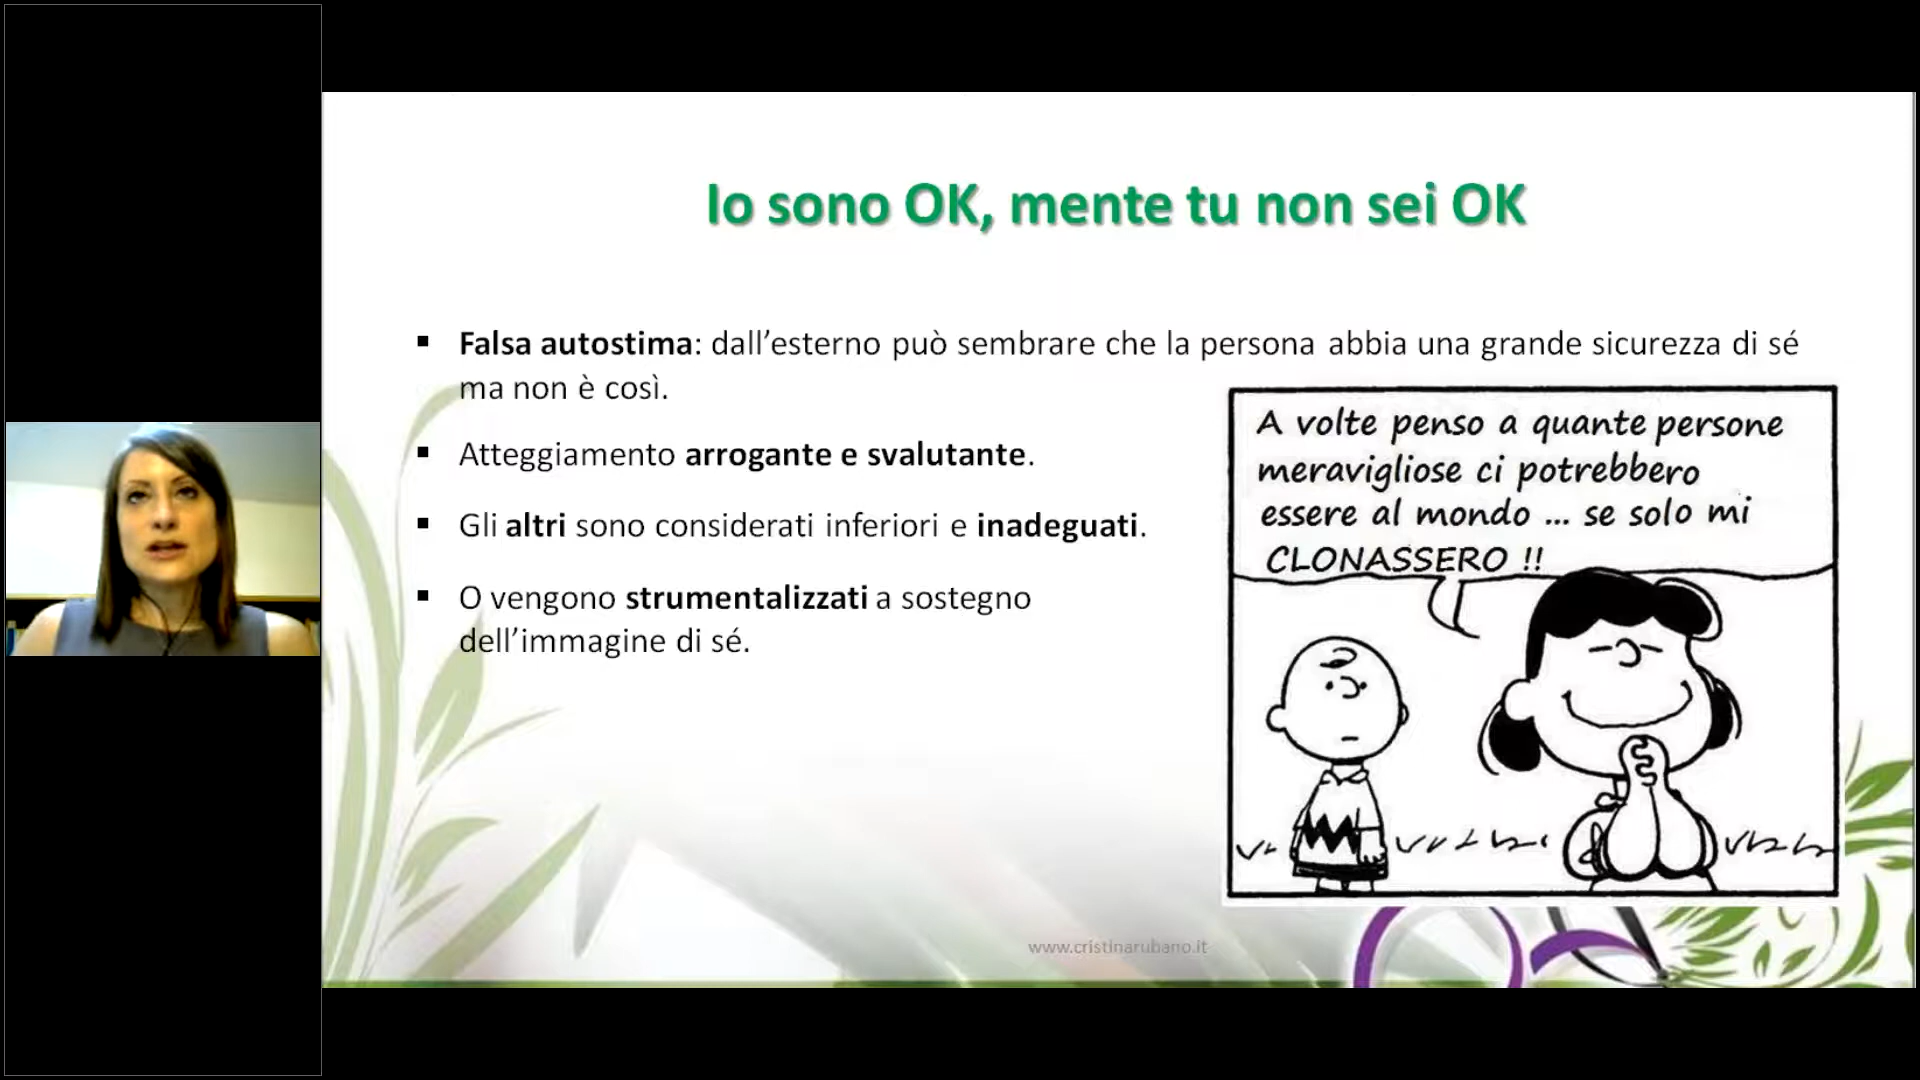 Io sono OK, mente tu non sei OK
▪ Falsa autostima: dall'esterno può sembrare che la persona abbia una grande sicurezza di sé
ma non è così.
▪ Atteggiamento arrogante e svalutante.
▪ Gli altri sono considerati inferiori e inadeguati.
▪ O vengono strumentalizzati a sostegno
dell'immagine di sé.
A volte penso a quante persone
meravigliose ci potrebbero
essere al mondo ... se solo mi
CLONASSERO !!
www.cristinarubano.it